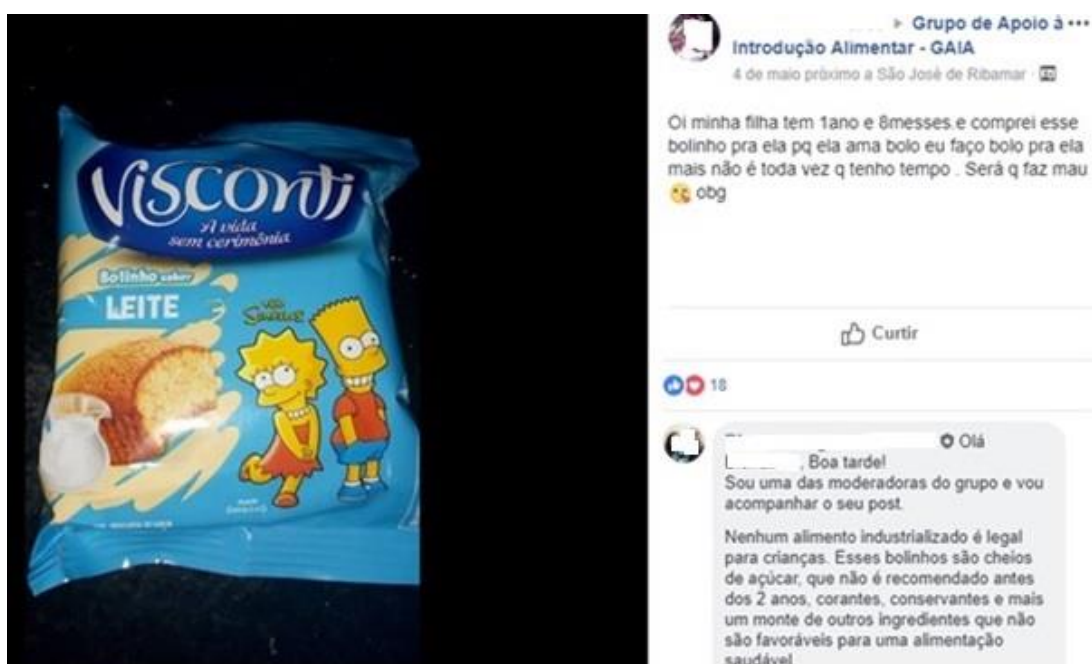 VISCONTI
A vida
sem cerimônia
Bolinho sabor
LEITE
THE
SIMPSONS
Grupo de Apoio à •••
Introdução Alimentar - GAIA
4 de maio próximo a São José de Ribamar ·
Oi minha filha tem 1ano e 8messes.e comprei esse
bolinho pra ela pq ela ama bolo eu faço bolo pra ela
mais não é toda vez q tenho tempo . Será q faz mau
😘 obg
Curtir
18
Olá
, Boa tarde!
Sou uma das moderadoras do grupo e vou
acompanhar o seu post.
Nenhum alimento industrializado é legal
para crianças. Esses bolinhos são cheios
de açúcar, que não é recomendado antes
dos 2 anos, corantes, conservantes e mais
um monte de outros ingredientes que não
são favoráveis para uma alimentação
saudável